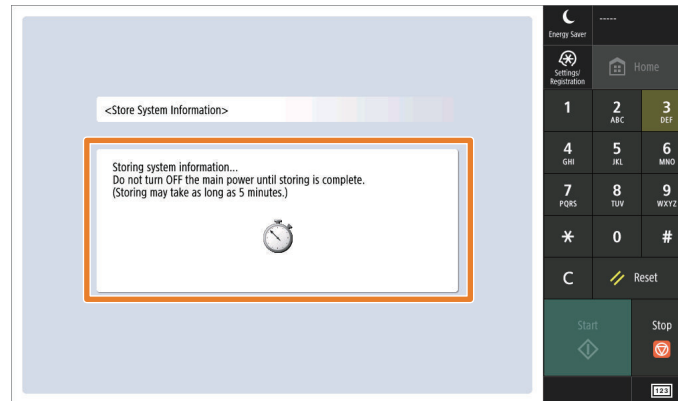 <Store System Information>
Storing system information...
Do not turn OFF the main power until storing is complete.
(Storing may take as long as 5 minutes.)
Energy Saver
-----
Settings/
Registration
Home
1
2
ABC
3
DEF
4
GHI
5
JKL
6
MNO
7
PQRS
8
TUV
9
WXYZ
*
0
#
C
Reset
Start
Stop
123